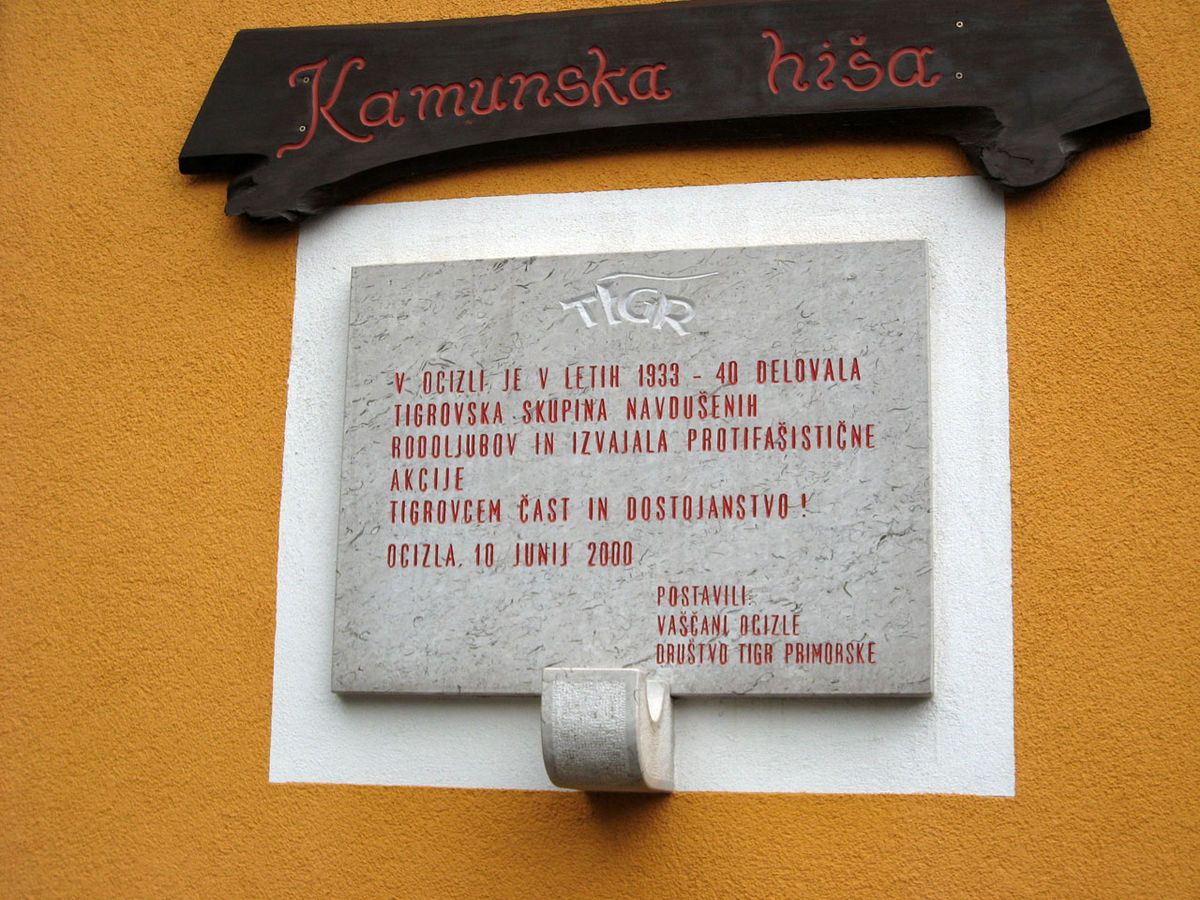 Kamunska hiša
TIGR
V OCIZLI JE V LETIH 1933 - 40 DELOVALA
TIGROVSKA SKUPINA NAVDUŠENIH
RODOLJUBOV IN IZVAJALA PROTIFAŠISTIČNE
AKCIJE
TIGROVCEM ČAST IN DOSTOJANSTVO!
OCIZLA, 10 JUNIJ 2000
POSTAVILI:
VAŠČANI OCIZLE
DRUŠTVO TIGR PRIMORSKE